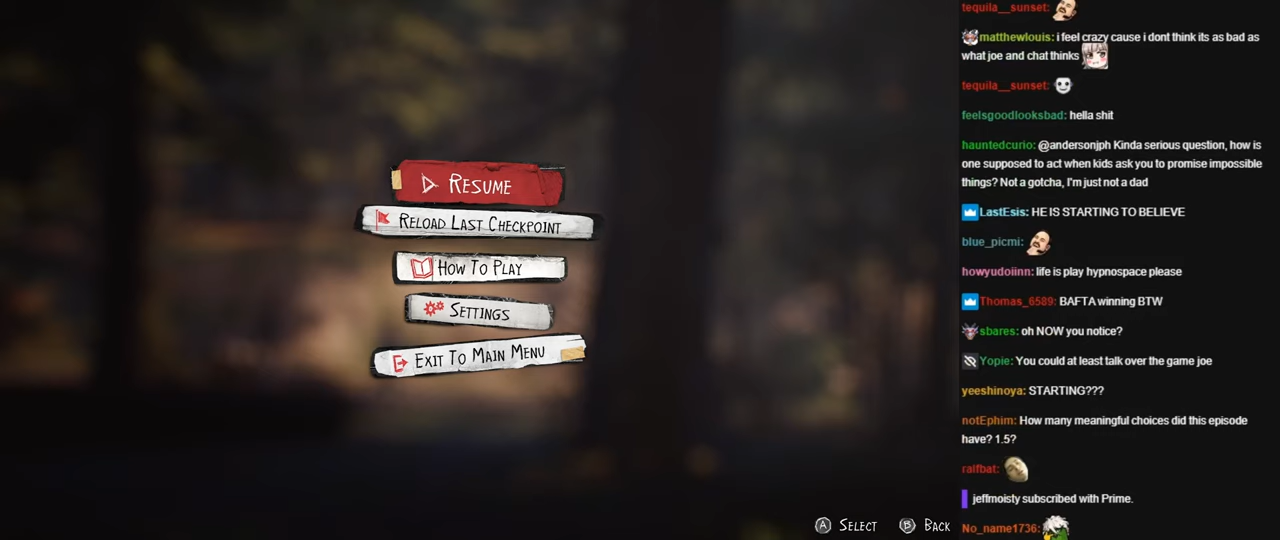 RESUME
RELOAD LAST CHECKPOINT
HOW TO PLAY
SETTINGS
EXIT TO MAIN MENU
SELECT
BACK
tequila__sunset:
matthewlouis: i feel crazy cause i dont think its as bad as
what joe and chat thinks
tequila__sunset:
feelsgoodlooksbad: hella shit
hauntedcurio: @andersonjph Kinda serious question, how is
one supposed to act when kids ask you to promise impossible
things? Not a gotcha, I'm just not a dad
LastEsis: HE IS STARTING TO BELIEVE
blue_picmi:
howyudoiinn: life is play hypnospace please
Thomas_6589: BAFTA winning BTW
sbares: oh NOW you notice?
Yopie: You could at least talk over the game joe
yeeshinoya: STARTING???
notEphim: How many meaningful choices did this episode
have? 1.5?
ralfbat:
jeffmoisty subscribed with Prime.
No_name1736: